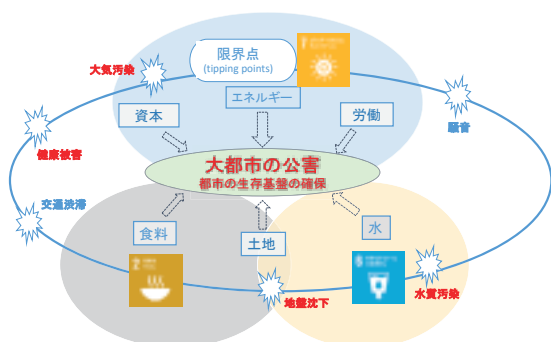 限界点
(tipping points)
大気汚染
エネルギー
資本
労働
騒音
健康被害
大都市の公害
都市の生存基盤の確保
交通渋滞
食料
土地
水
地盤沈下
水質汚染